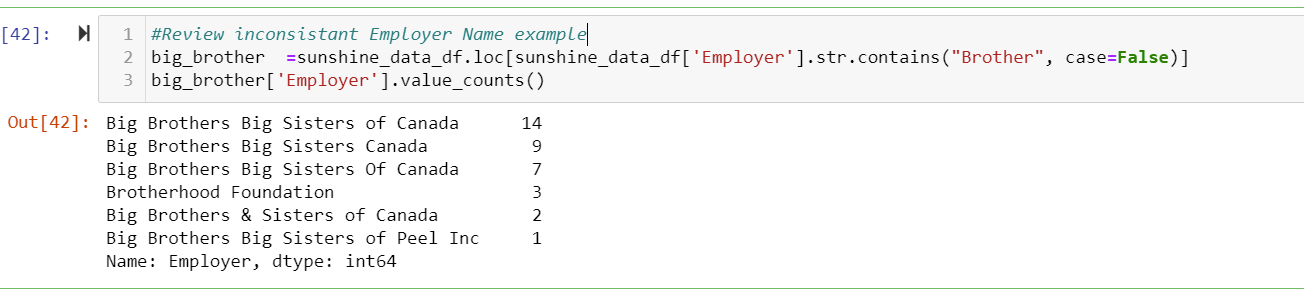 [42]:
1 #Review inconsistant Employer Name example
2 big_brother  =sunshine_data_df.loc[sunshine_data_df['Employer'].str.contains("Brother", case=False)]
3 big_brother['Employer'].value_counts()
Out[42]: Big Brothers Big Sisters of Canada      14
Big Brothers Big Sisters Canada          9
Big Brothers Big Sisters Of Canada       7
Brotherhood Foundation                   3
Big Brothers & Sisters of Canada         2
Big Brothers Big Sisters of Peel Inc     1
Name: Employer, dtype: int64